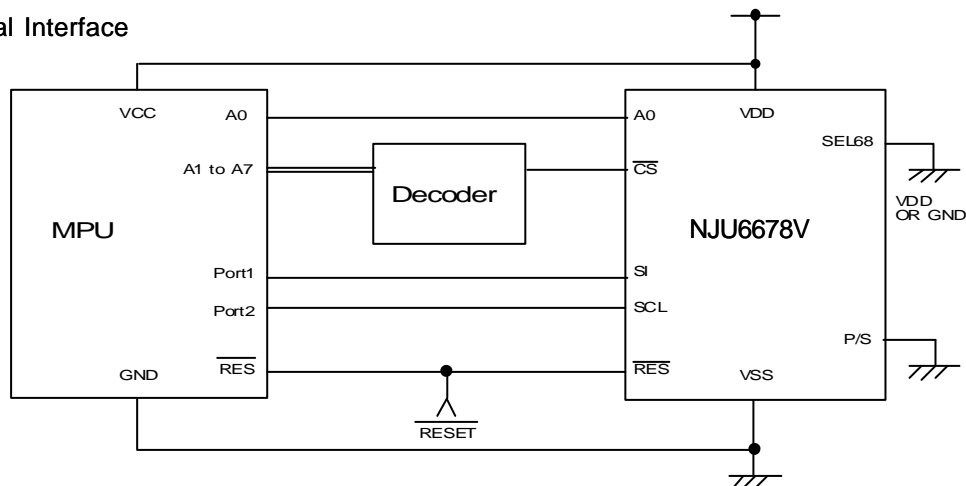 al Interface
VCC
A0
A1 to A7
MPU
Port1
Port2
RES
GND
Decoder
RESET
A0
VDD
SEL68
CS
VDD
OR GND
NJU6678V
SI
SCL
P/S
RES
VSS